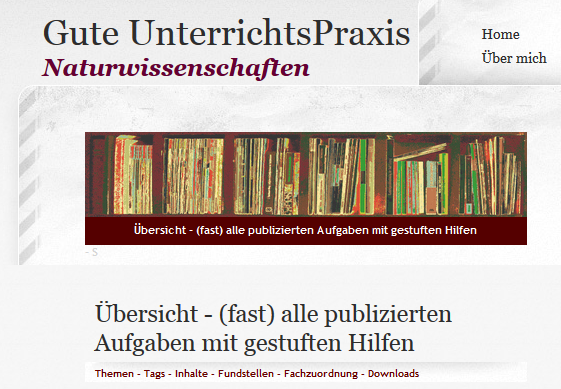 Gute UnterrichtsPraxis
Naturwissenschaften
Home
Über mich
Übersicht - (fast) alle publizierten Aufgaben mit gestuften Hilfen
- S
Übersicht - (fast) alle publizierten
Aufgaben mit gestuften Hilfen
Themen - Tags - Inhalte - Fundstellen - Fachzuordnung - Downloads